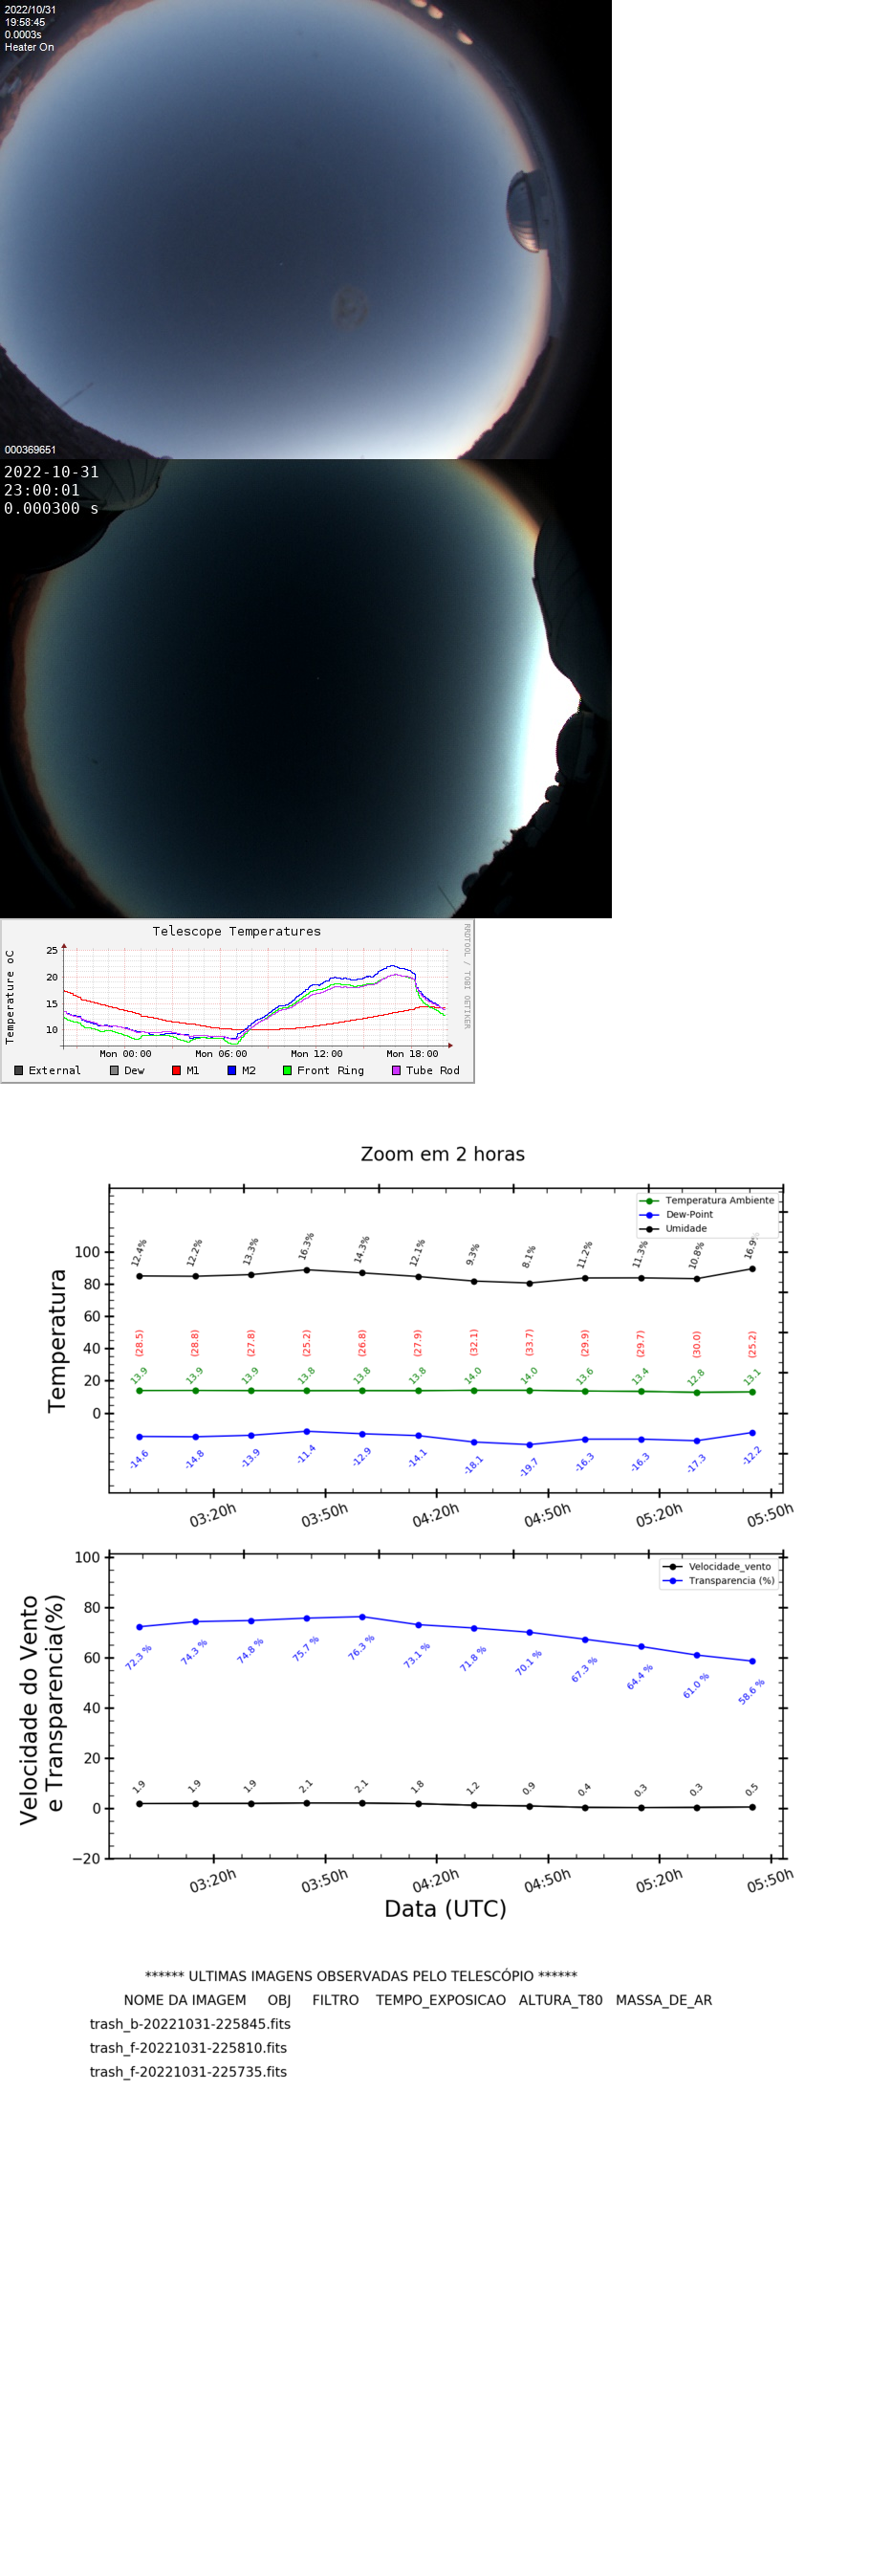 2022/10/31
19:58:45
0.0003s
Heater On
000369651
2022-10-31
23:00:01
0.000300 s
Telescope Temperatures
RRDTOOL / TOBI OETIKER
Temperature oC
25
20
15
10
Mon 00:00 Mon 06:00 Mon 12:00 Mon 18:00
External Dew M1 M2 Front Ring Tube Rod
Zoom em 2 horas
Temperatura Ambiente
Dew-Point
Umidade
Temperatura
100
80
60
40
20
0
12.4% 12.2% 13.3% 16.3% 14.3% 12.1% 9.3% 8.1% 11.2% 11.3% 10.8% 16.9%
(28.5) (28.8) (27.8) (25.2) (26.8) (27.9) (32.1) (33.7) (29.9) (29.7) (30.0) (25.2)
13.9 13.9 13.9 13.8 13.8 13.8 14.0 14.0 13.6 13.4 12.8 13.1
-14.6 -14.8 -13.9 -11.4 -12.9 -14.1 -18.1 -19.7 -16.3 -16.3 -17.3 -12.2
03:20h 03:50h 04:20h 04:50h 05:20h 05:50h
Velocidade_vento
Transparencia (%)
Velocidade do Vento
e Transparencia(%)
100
80
60
40
20
0
−20
72.3 % 74.3 % 74.8 % 75.7 % 76.3 % 73.1 % 71.8 % 70.1 % 67.3 % 64.4 % 61.0 % 58.6 %
1.9 1.9 1.9 2.1 2.1 1.8 1.2 0.9 0.4 0.3 0.3 0.5
03:20h 03:50h 04:20h 04:50h 05:20h 05:50h
Data (UTC)
****** ULTIMAS IMAGENS OBSERVADAS PELO TELESCÓPIO ******
NOME DA IMAGEM OBJ FILTRO TEMPO_EXPOSICAO ALTURA_T80 MASSA_DE_AR
trash_b-20221031-225845.fits
trash_f-20221031-225810.fits
trash_f-20221031-225735.fits